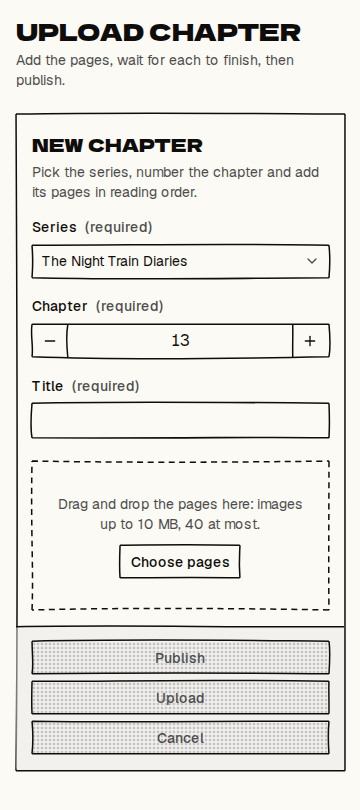 UPLOAD CHAPTER
Add the pages, wait for each to finish, then
publish.
NEW CHAPTER
Pick the series, number the chapter and add
its pages in reading order.
Series (required)
The Night Train Diaries
Chapter (required)
− 13 +
Title (required)
Drag and drop the pages here: images
up to 10 MB, 40 at most.
Choose pages
Publish
Upload
Cancel